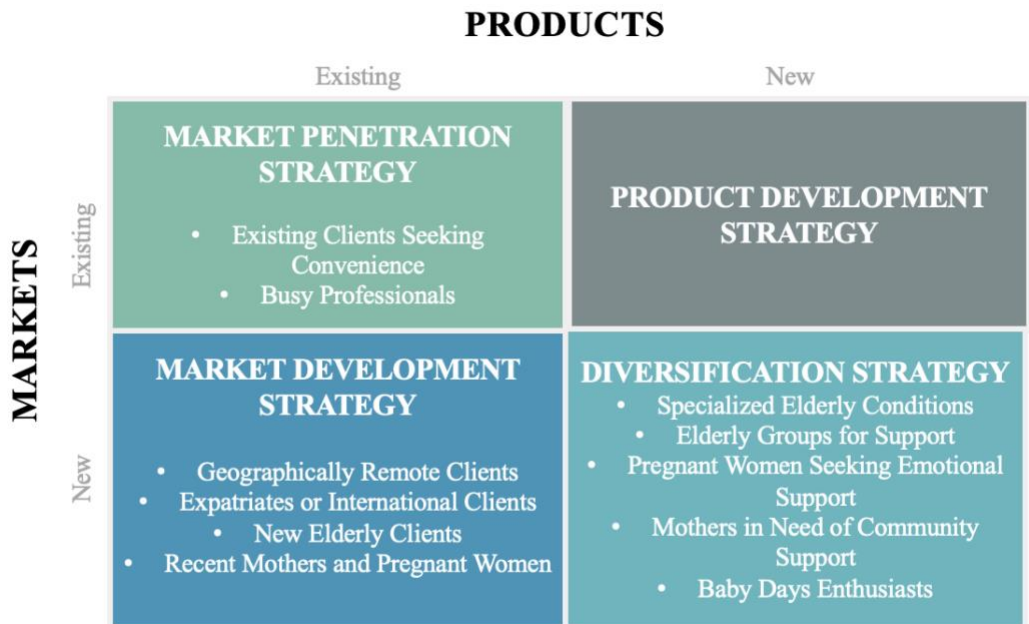 PRODUCTS
Existing
New
MARKETS
Existing
MARKET PENETRATION
STRATEGY
• Existing Clients Seeking
Convenience
• Busy Professionals
PRODUCT DEVELOPMENT
STRATEGY
New
MARKET DEVELOPMENT
STRATEGY
• Geographically Remote Clients
• Expatriates or International Clients
• New Elderly Clients
• Recent Mothers and Pregnant Women
DIVERSIFICATION STRATEGY
• Specialized Elderly Conditions
• Elderly Groups for Support
• Pregnant Women Seeking Emotional
Support
• Mothers in Need of Community
Support
• Baby Days Enthusiasts